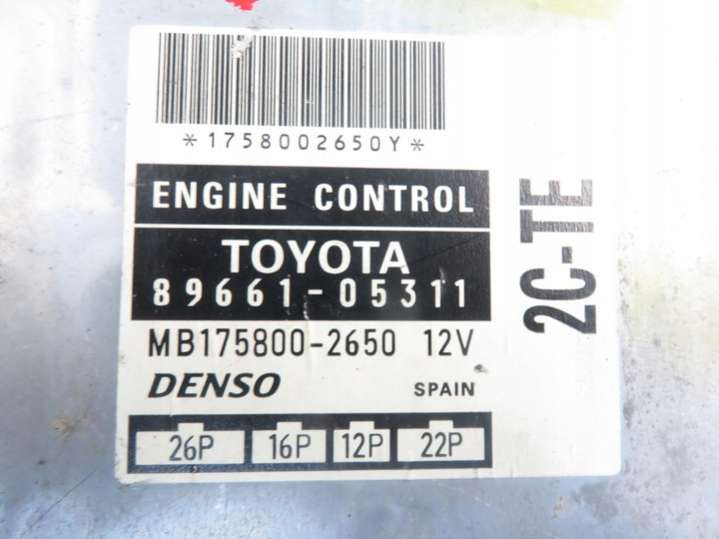 *1758002650Y*
ENGINE CONTROL
TOYOTA
89661-05311
MB175800-2650 12V
DENSO SPAIN
26P 16P 12P 22P
2C-TE